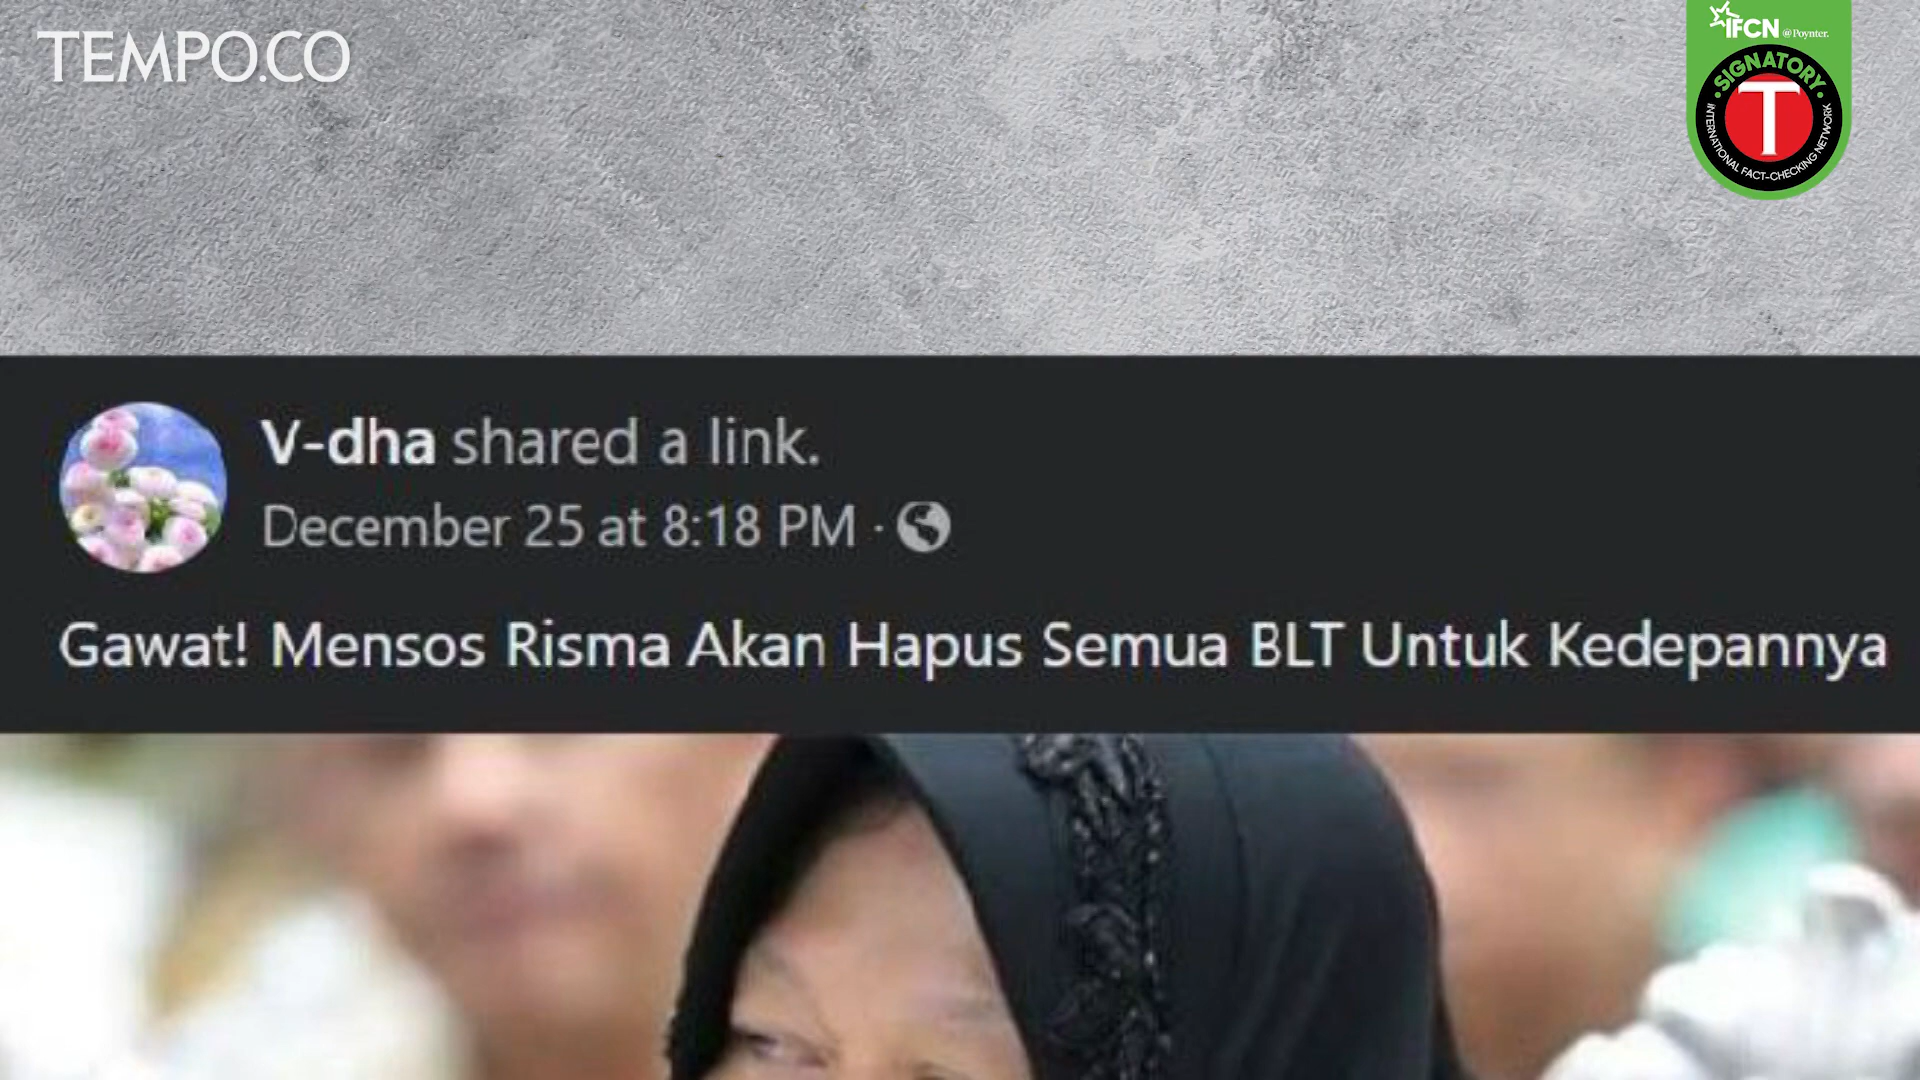 TEMPO.CO
IFCN @Poynter.
SIGNATORY
T
INTERNATIONAL FACT-CHECKING NETWORK
V-dha shared a link.
December 25 at 8:18 PM ·
Gawat! Mensos Risma Akan Hapus Semua BLT Untuk Kedepannya